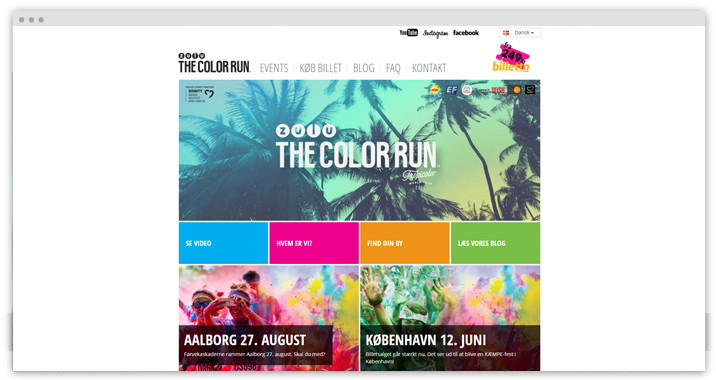 YouTube Instagram facebook Dansk
ZULU
THE COLOR RUN
EVENTS KØB BILLET BLOG FAQ KONTAKT
fra
249,-
billetto
EF
ZULU
THE COLOR RUN
Tropicolor
WORLD TOUR
SE VIDEO HVEM ER VI? FIND DIN BY LÆS VORES BLOG
AALBORG 27. AUGUST
Farvekaskaderne rammer Aalborg 27. august. Skal du med?
KØBENHAVN 12. JUNI
Billetsalget går stærkt nu. Det ser ud til at blive en KÆMPE-fest i
København!